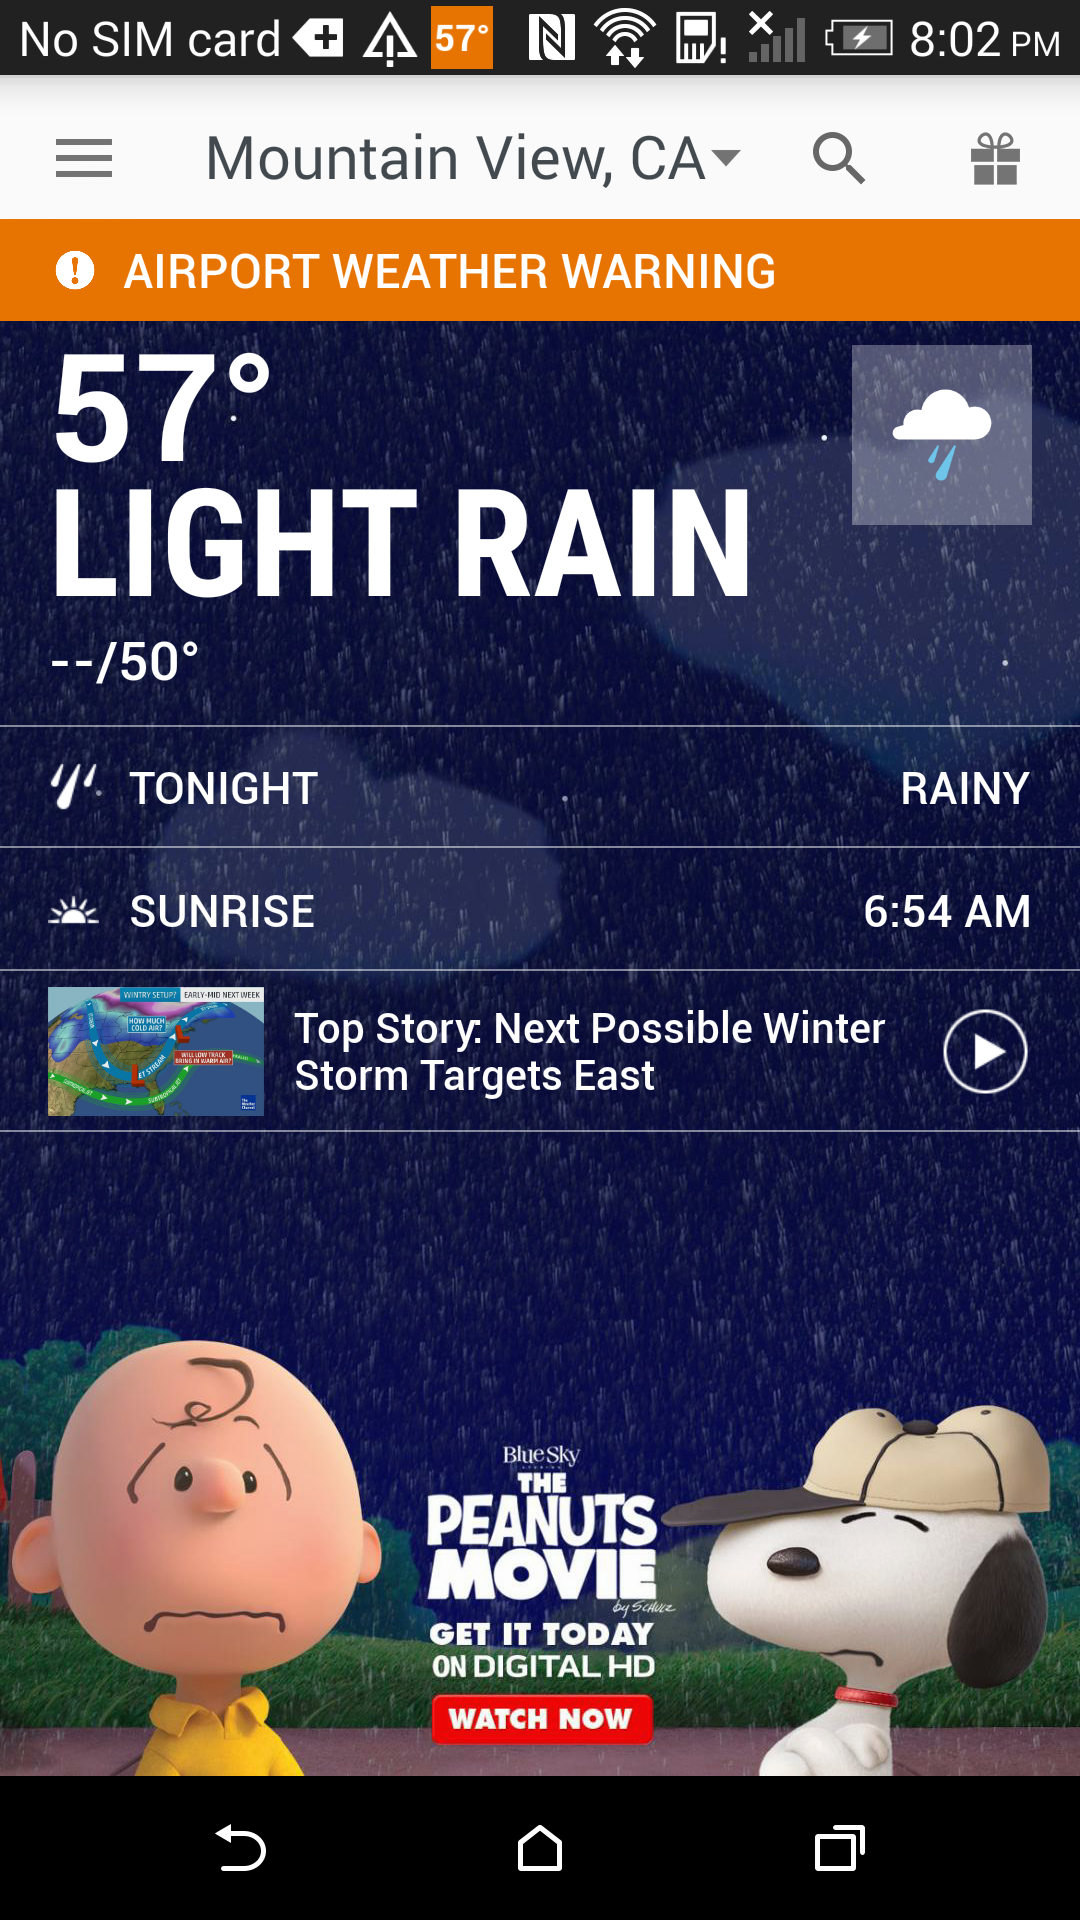 No SIM card 57° 8:02 PM
Mountain View, CA
AIRPORT WEATHER WARNING
57°
LIGHT RAIN
--/50°
TONIGHT RAINY
SUNRISE 6:54 AM
WINTRY SETUP? EARLY-MID NEXT WEEK
HOW MUCH
COLD AIR?
WILL LOW TRACK
BRING IN WARM AIR?
JET STREAM
SUBTROPICAL JET
Top Story: Next Possible Winter
Storm Targets East
Blue Sky
THE
PEANUTS
MOVIE
by Schulz
GET IT TODAY
ON DIGITAL HD
WATCH NOW